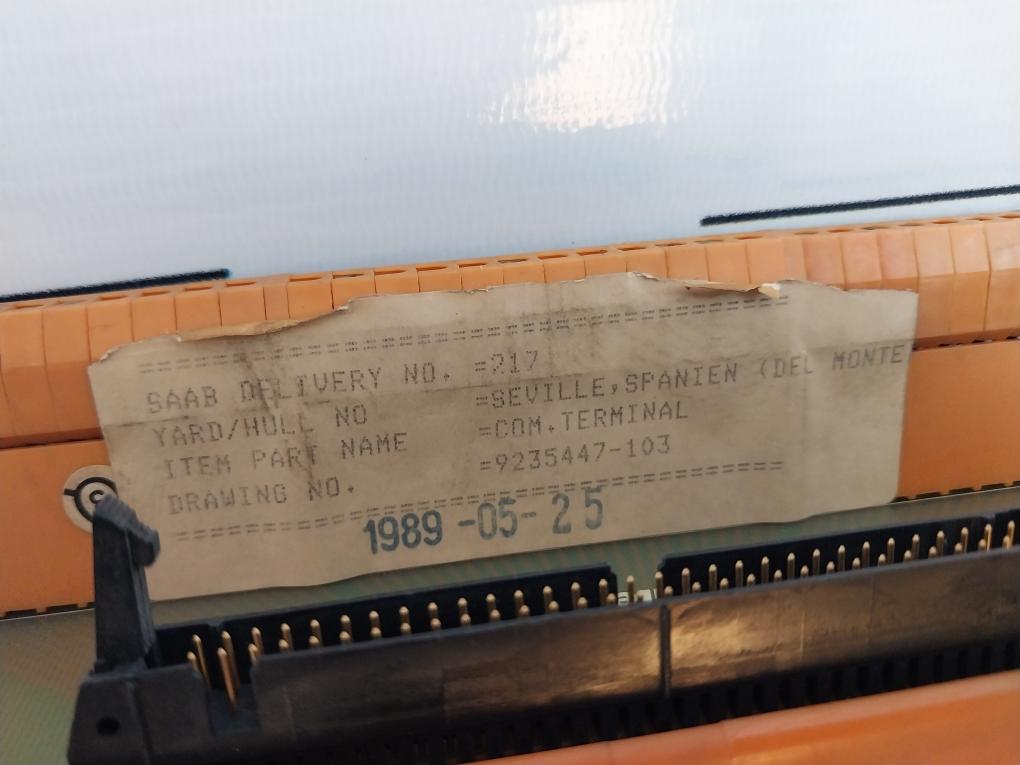 SAAB DELIVERY NO. =217
YARD/HULL NO =SEVILLE,SPANIEN (DEL MONTE
ITEM PART NAME =COM.TERMINAL
DRAWING NO. =9235447-103
1989-05-25